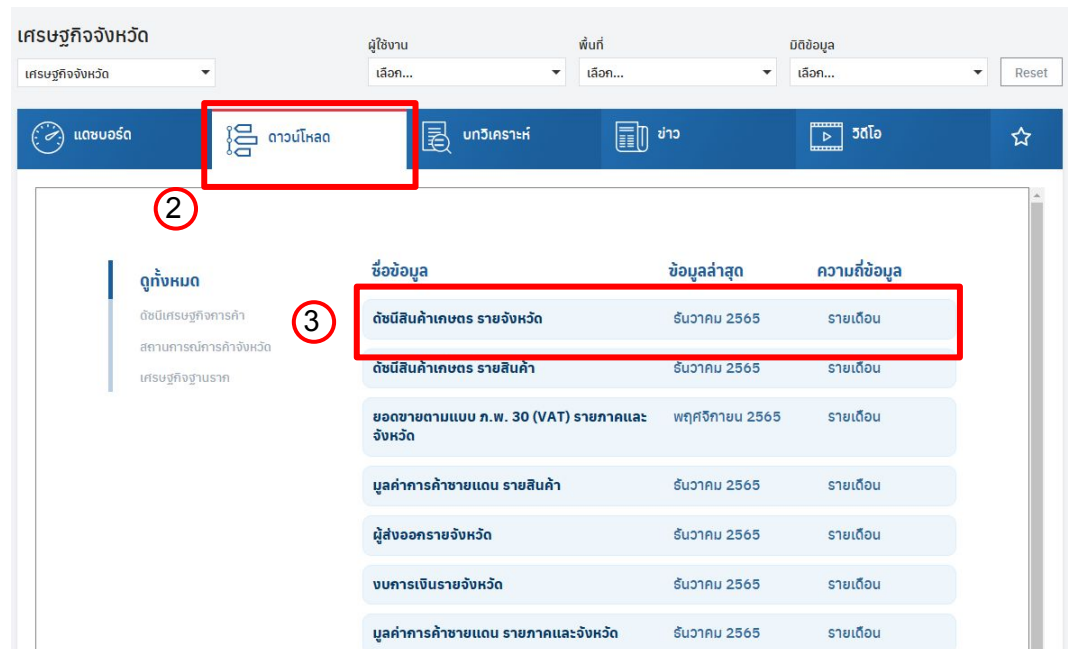 เศรษฐกิจจังหวัด
ผู้ใช้งาน พื้นที่ มิติข้อมูล
เศรษฐกิจจังหวัด เลือก... เลือก... เลือก... Reset
แดชบอร์ด ดาวน์โหลด บทวิเคราะห์ ข่าว วิดีโอ
2
ดูทั้งหมด
ดัชนีเศรษฐกิจการค้า
สถานการณ์การค้าจังหวัด
เศรษฐกิจฐานราก
3
ชื่อข้อมูล ข้อมูลล่าสุด ความถี่ข้อมูล
ดัชนีสินค้าเกษตร รายจังหวัด ธันวาคม 2565 รายเดือน
ดัชนีสินค้าเกษตร รายสินค้า ธันวาคม 2565 รายเดือน
ยอดขายตามแบบ ภ.พ. 30 (VAT) รายภาคและ พฤศจิกายน 2565 รายเดือน
จังหวัด
มูลค่าการค้าชายแดน รายสินค้า ธันวาคม 2565 รายเดือน
ผู้ส่งออกรายจังหวัด ธันวาคม 2565 รายเดือน
งบการเงินรายจังหวัด ธันวาคม 2565 รายเดือน
มูลค่าการค้าชายแดน รายภาคและจังหวัด ธันวาคม 2565 รายเดือน